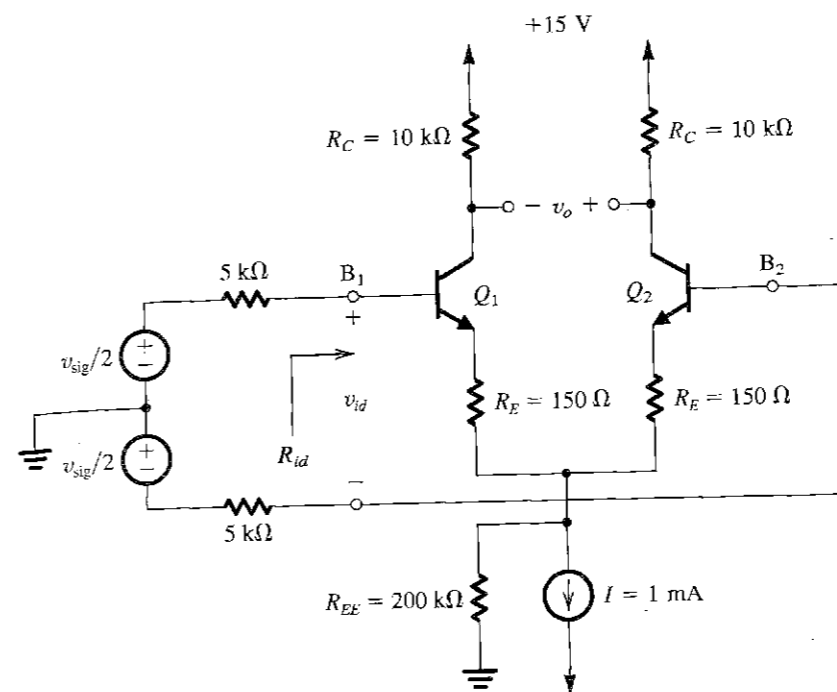 +15 V
R_C = 10 kΩ
R_C = 10 kΩ
− v_o +
5 kΩ
B_1
B_2
+
Q_1
Q_2
v_sig/2
+
−
v_id
R_E = 150 Ω
R_E = 150 Ω
v_sig/2
+
−
R_id
−
5 kΩ
R_EE = 200 kΩ
I = 1 mA